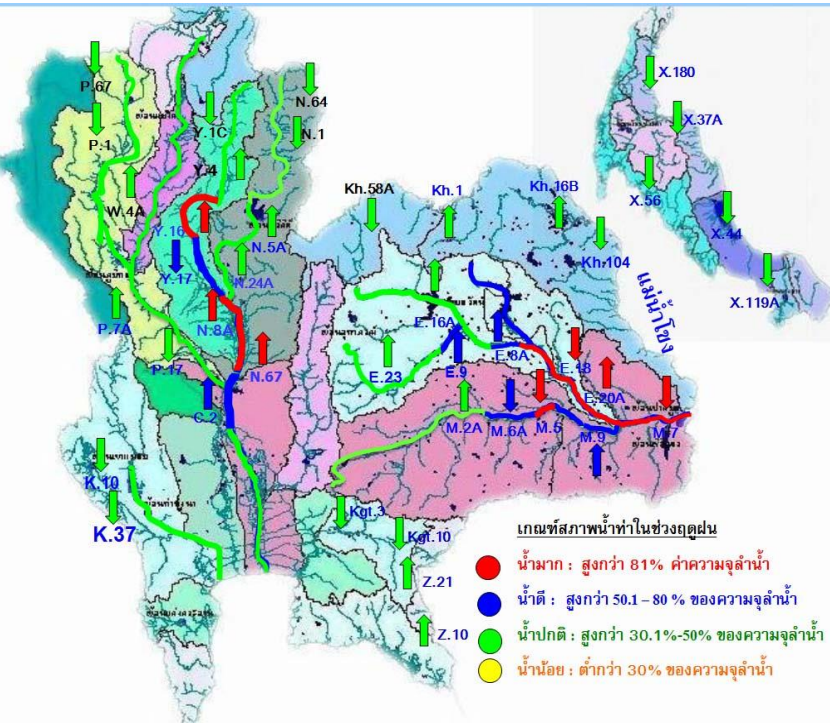 P.67
P.1
W.4A
P.7A
P.17
Y.1C
Y.4
Y.16
Y.17
N.64
N.1
N.5A
N.24A
N.8A
N.67
C.2
K.10
K.37
Kh.58A
Kh.1
Kh.16B
Kh.104
แม่น้ำโขง
E.16A
E.23
E.9
E.8A
E.18
E.20A
M.2A
M.6A
M.5
M.9
M.7
Kgt.3
Kgt.10
Z.21
Z.10
X.180
X.37A
X.56
X.44
X.119A
เกณฑ์สภาพน้ำท่าในช่วงฤดูฝน
น้ำมาก : สูงกว่า 81% ค่าความจุลำน้ำ
น้ำดี : สูงกว่า 50.1 – 80 % ของความจุลำน้ำ
น้ำปกติ : สูงกว่า 30.1%-50% ของความจุลำน้ำ
น้ำน้อย : ต่ำกว่า 30% ของความจุลำน้ำ